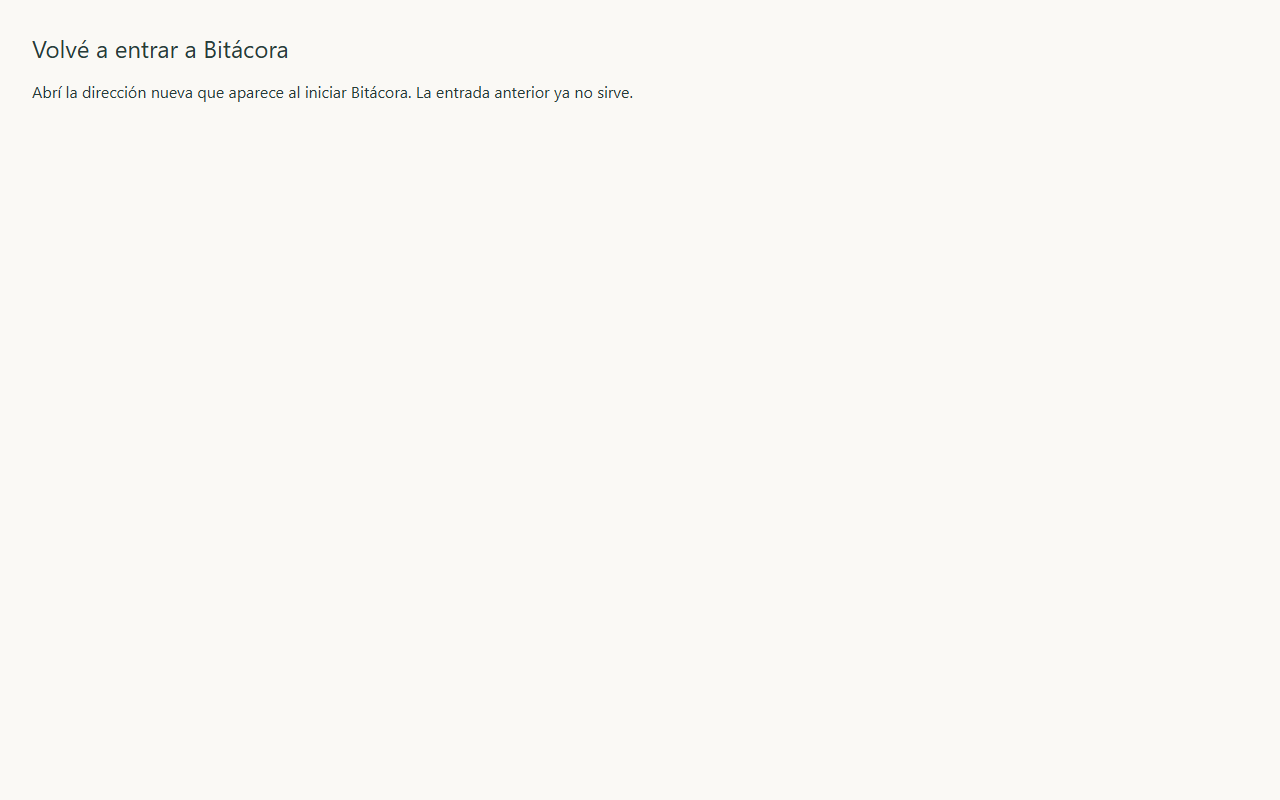 Volvé a entrar a Bitácora
Abrí la dirección nueva que aparece al iniciar Bitácora. La entrada anterior ya no sirve.